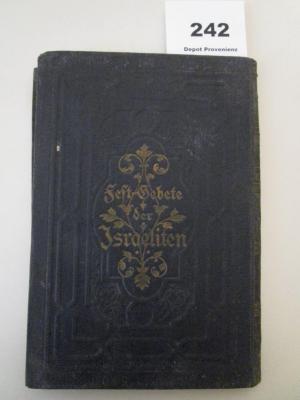 242
Depot Provenienz
Fest-Gebete
der
Israeliten